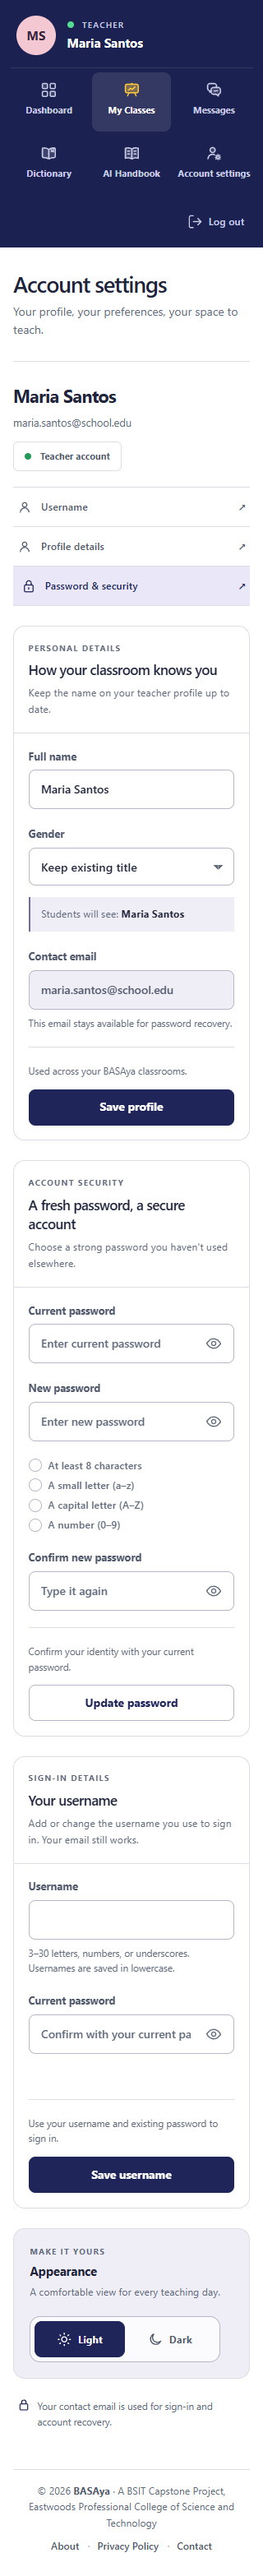 MS
TEACHER
Maria Santos
Dashboard
My Classes
Messages
Dictionary
AI Handbook
Account settings
Log out
Account settings
Your profile, your preferences, your space to
teach.
Maria Santos
maria.santos@school.edu
Teacher account
Username
Profile details
Password & security
PERSONAL DETAILS
How your classroom knows you
Keep the name on your teacher profile up to
date.
Full name
Maria Santos
Gender
Keep existing title
Students will see: Maria Santos
Contact email
maria.santos@school.edu
This email stays available for password recovery.
Used across your BASAya classrooms.
Save profile
ACCOUNT SECURITY
A fresh password, a secure
account
Choose a strong password you haven't used
elsewhere.
Current password
Enter current password
New password
Enter new password
At least 8 characters
A small letter (a–z)
A capital letter (A–Z)
A number (0–9)
Confirm new password
Type it again
Confirm your identity with your current
password.
Update password
SIGN-IN DETAILS
Your username
Add or change the username you use to sign
in. Your email still works.
Username
3–30 letters, numbers, or underscores.
Usernames are saved in lowercase.
Current password
Confirm with your current pa
Use your username and existing password to
sign in.
Save username
MAKE IT YOURS
Appearance
A comfortable view for every teaching day.
Light
Dark
Your contact email is used for sign-in and
account recovery.
© 2026 BASAya · A BSIT Capstone Project,
Eastwoods Professional College of Science and
Technology
About · Privacy Policy · Contact